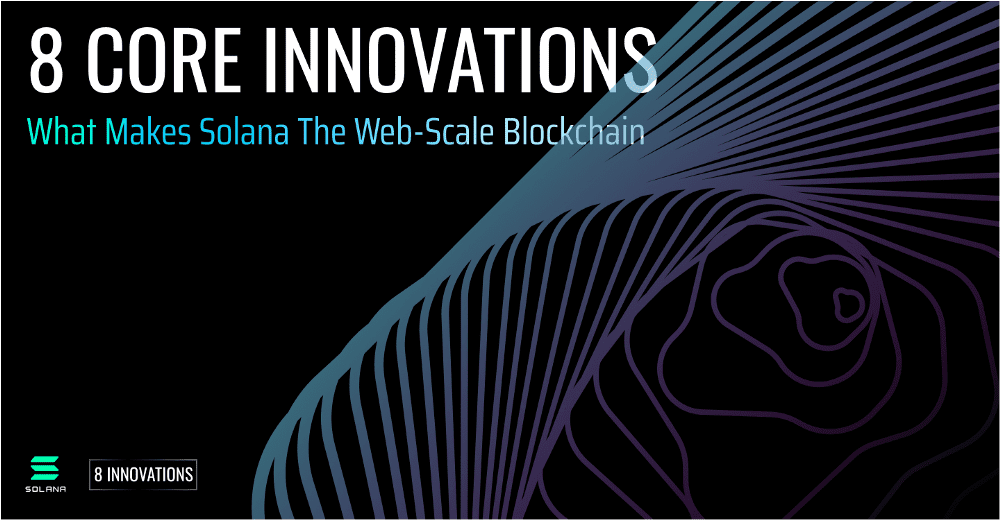 8 CORE INNOVATIONS
What Makes Solana The Web-Scale Blockchain
SOLANA
8 INNOVATIONS